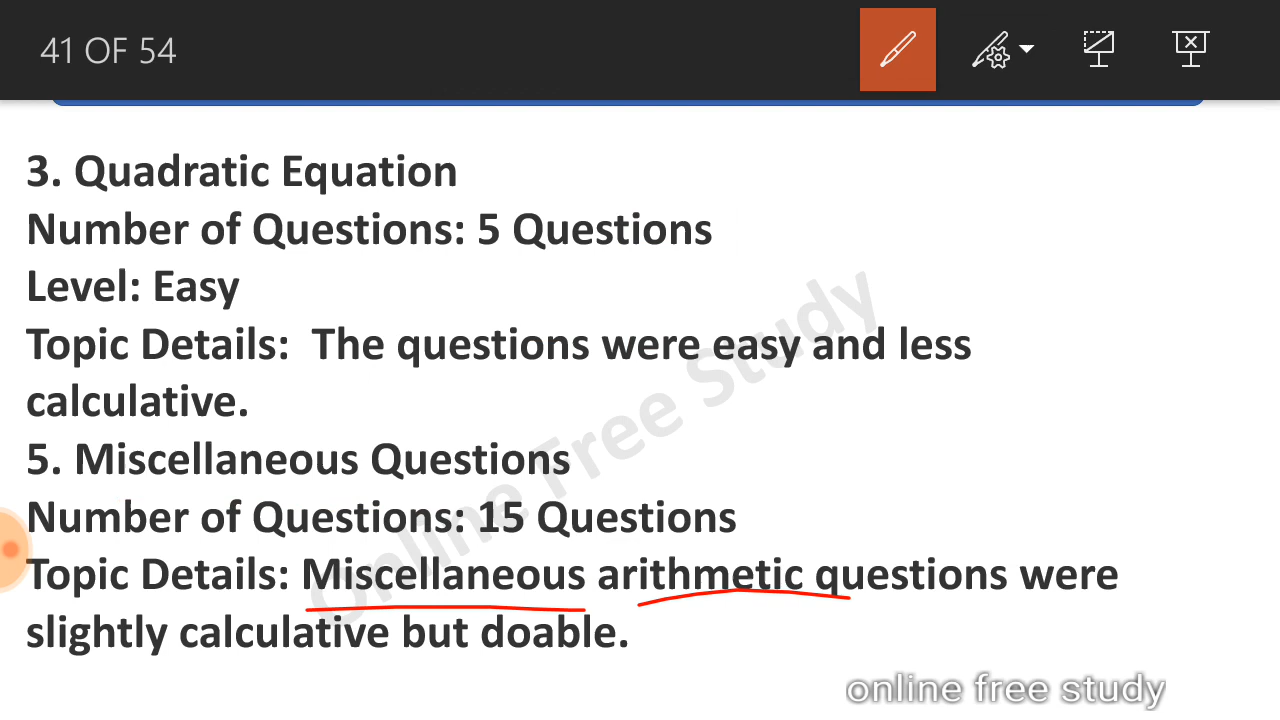 41 OF 54
3. Quadratic Equation
Number of Questions: 5 Questions
Level: Easy
Topic Details:  The questions were easy and less
calculative.
5. Miscellaneous Questions
Number of Questions: 15 Questions
Topic Details: Miscellaneous arithmetic questions were
slightly calculative but doable.
Online Free Study
online free study